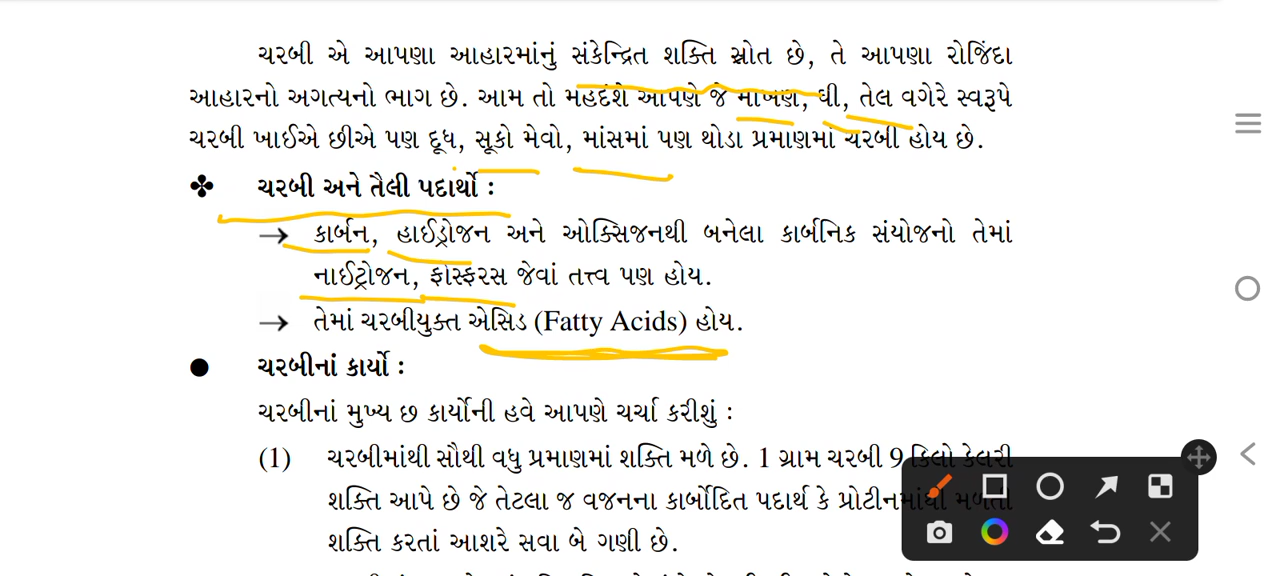 ચરબી એ આપણા આહારમાંનું સંકેન્દ્રિત શક્તિ સ્રોત છે, તે આપણા રોજિંદા
આહારનો અગત્યનો ભાગ છે. આમ તો મહદંશે આપણે જે માખણ, ઘી, તેલ વગેરે સ્વરૂપે
ચરબી ખાઈએ છીએ પણ દૂધ, સૂકો મેવો, માંસમાં પણ થોડા પ્રમાણમાં ચરબી હોય છે.
✤ ચરબી અને તૈલી પદાર્થો :
→ કાર્બન, હાઈડ્રોજન અને ઓક્સિજનથી બનેલા કાર્બનિક સંયોજનો તેમાં
નાઈટ્રોજન, ફોસ્ફરસ જેવાં તત્ત્વ પણ હોય.
→ તેમાં ચરબીયુક્ત એસિડ (Fatty Acids) હોય.
● ચરબીનાં કાર્યો :
ચરબીનાં મુખ્ય છ કાર્યોની હવે આપણે ચર્ચા કરીશું :
(1) ચરબીમાંથી સૌથી વધુ પ્રમાણમાં શક્તિ મળે છે. 1 ગ્રામ ચરબી 9 કિલો કેલરી
શક્તિ આપે છે જે તેટલા જ વજનના કાર્બોદિત પદાર્થ કે પ્રોટીનમાંથી મળતી
શક્તિ કરતાં આશરે સવા બે ગણી છે.